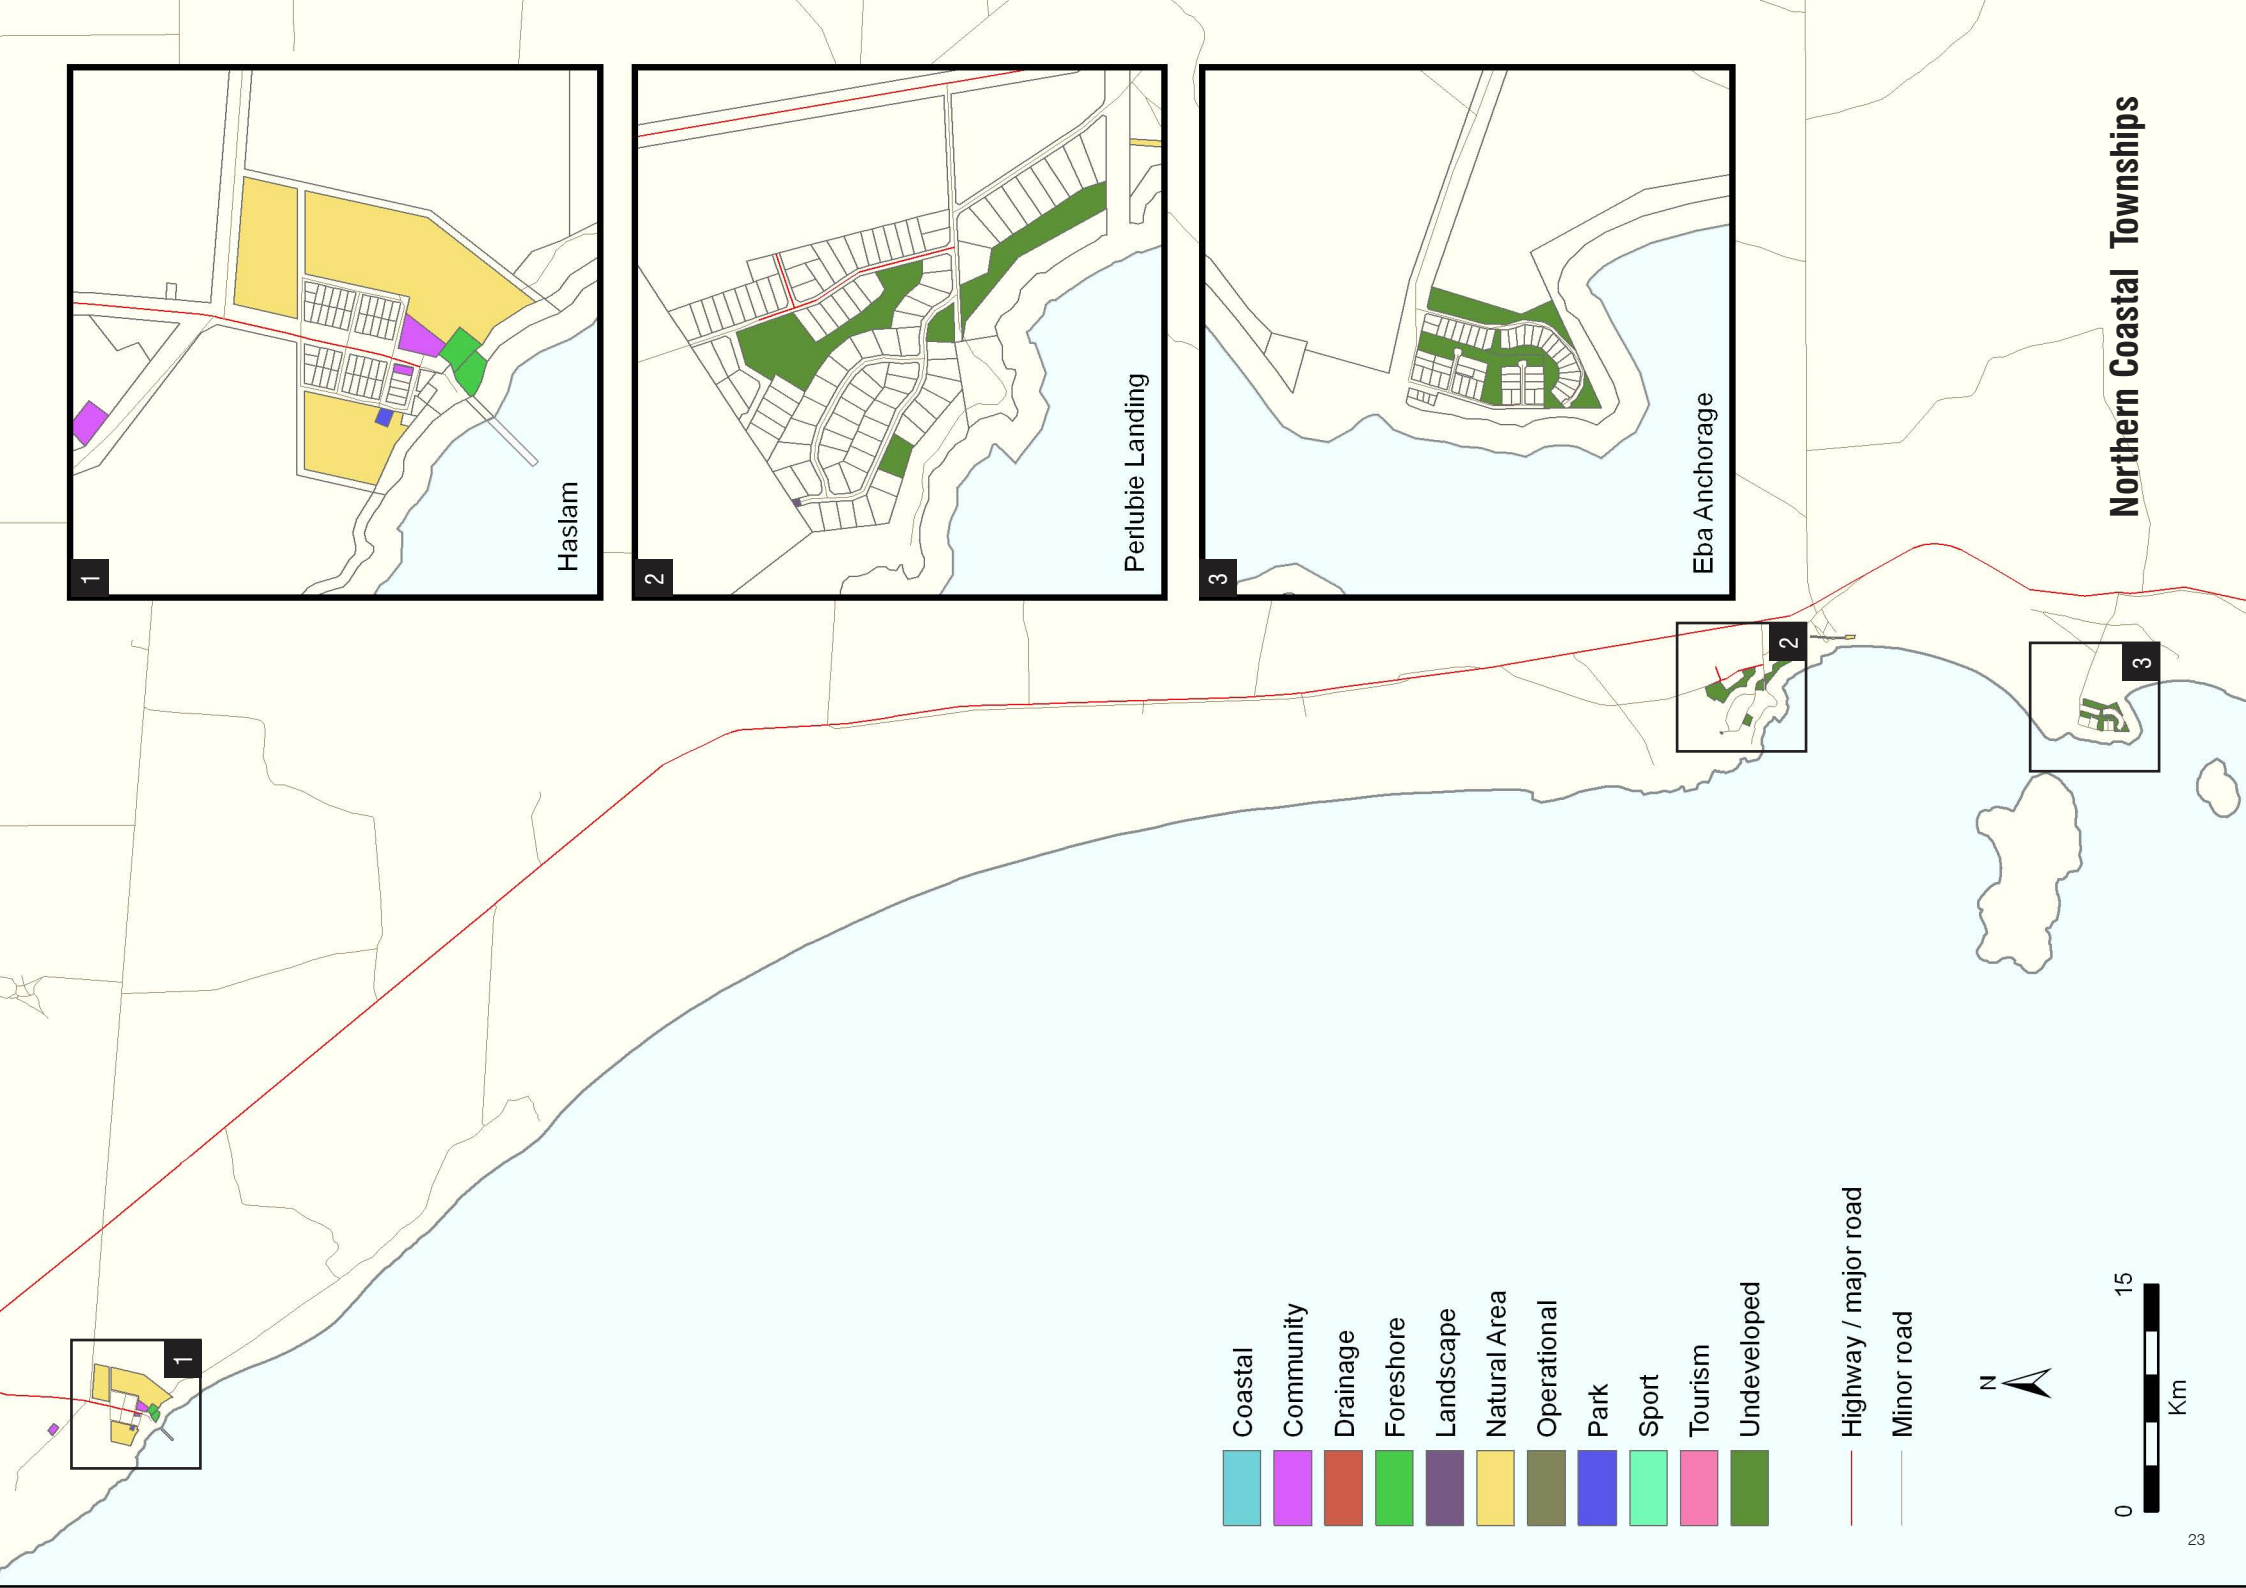 Northern Coastal Townships
1
Haslam
2
Perlubie Landing
3
Eba Anchorage
1
2
3
Coastal
Community
Drainage
Foreshore
Landscape
Natural Area
Operational
Park
Sport
Tourism
Undeveloped
Highway / major road
Minor road
N
0 15
Km
23